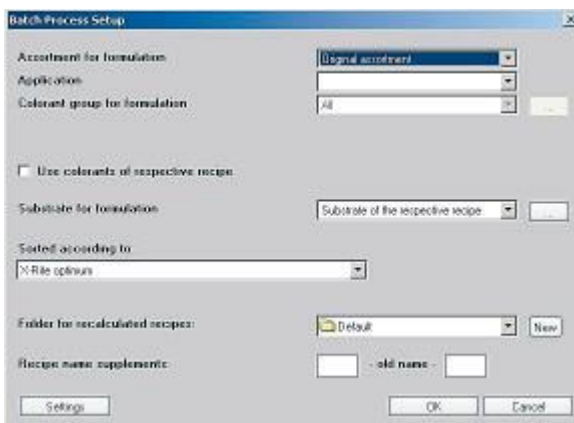 Batch Process Setup
Assortment for formulation
Original assortment
Application
Colorant group for formulation
All
...
Use colorants of respective recipe
Substrate for formulation
Substrate of the respective recipe
...
Sorted according to:
X-Rite optimum
Folder for recalculated recipes:
Default
New
Recipe name supplements:
- old name -
Settings
OK
Cancel